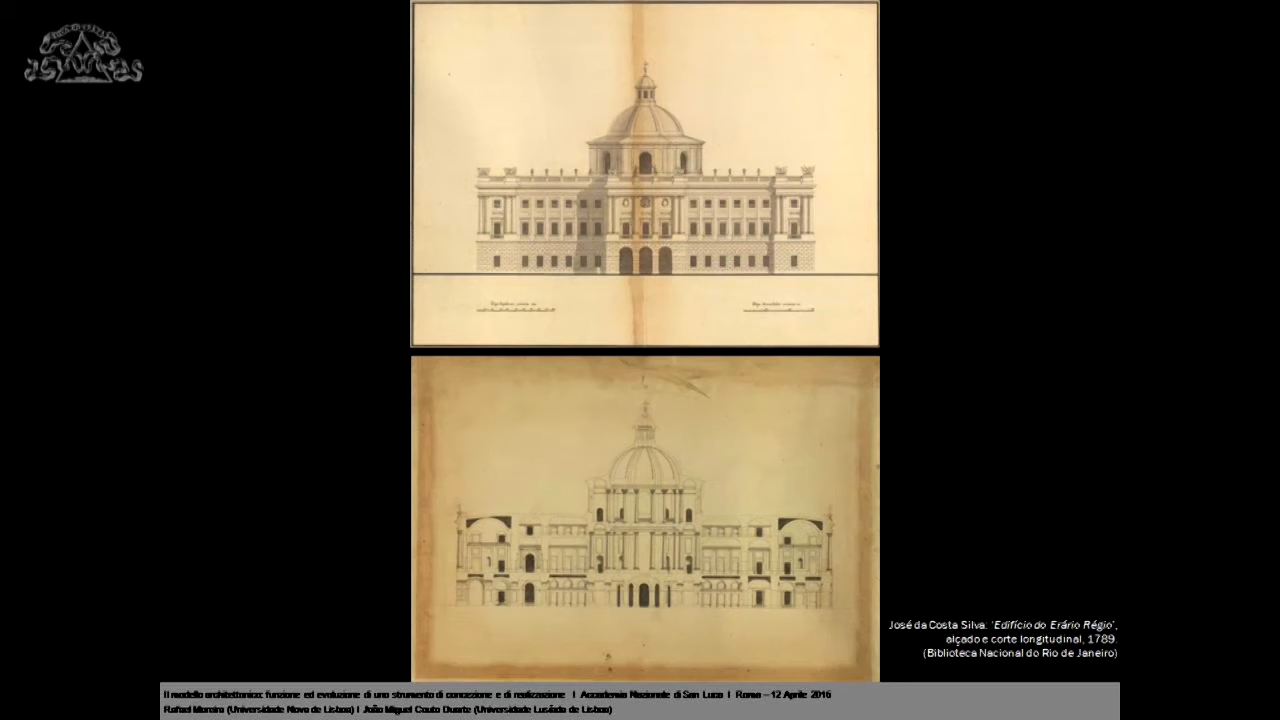 José da Costa Silva: 'Edifício do Erário Régio',
alçado e corte longitudinal, 1789.
(Biblioteca Nacional do Rio de Janeiro)
Il modello architettonico: funzione ed evoluzione di uno strumento di concezione e di realizzazione I Accademia Nazionale di San Luca I Roma – 12 Aprile 2016
Rafael Moreira (Universidade Nova de Lisboa) I João Miguel Couto Duarte (Universidade Lusíada de Lisboa)